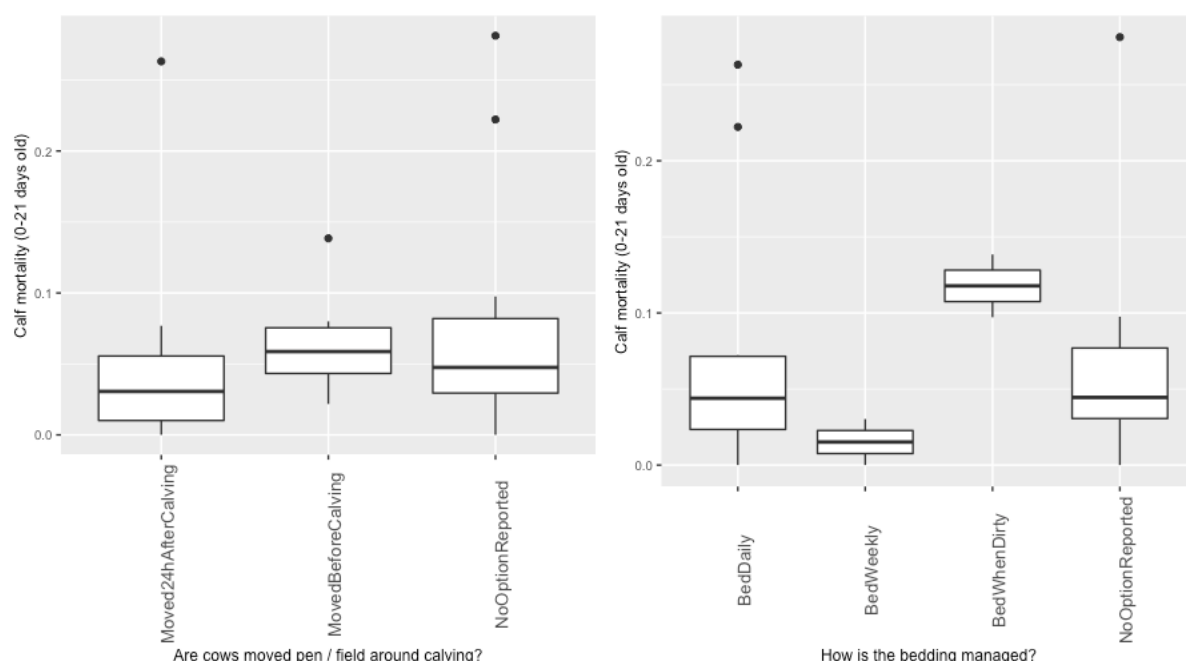 Calf mortality (0-21 days old)
0.2
0.1
0.0
Moved24hAfterCalving
MovedBeforeCalving
NoOptionReported
Are cows moved pen / field around calving?
Calf mortality (0-21 days old)
0.2
0.1
0.0
BedDaily
BedWeekly
BedWhenDirty
NoOptionReported
How is the bedding managed?